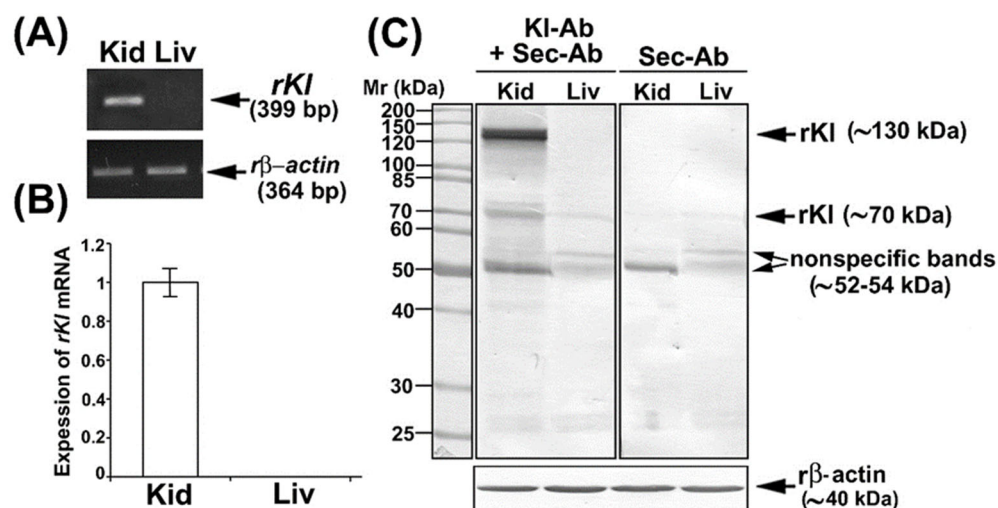 (A)
Kid Liv
rKl
(399 bp)
rβ-actin
(364 bp)
(B)
Expession of rKl mRNA
1.2
1
0.8
0.6
0.4
0.2
0
Kid
Liv
(C)
Kl-Ab
+ Sec-Ab
Sec-Ab
Mr (kDa)
Kid
Liv
Kid
Liv
200
150
120
100
85
70
60
50
40
30
25
rKl (~130 kDa)
rKl (~70 kDa)
nonspecific bands
(~52-54 kDa)
rβ-actin
(~40 kDa)